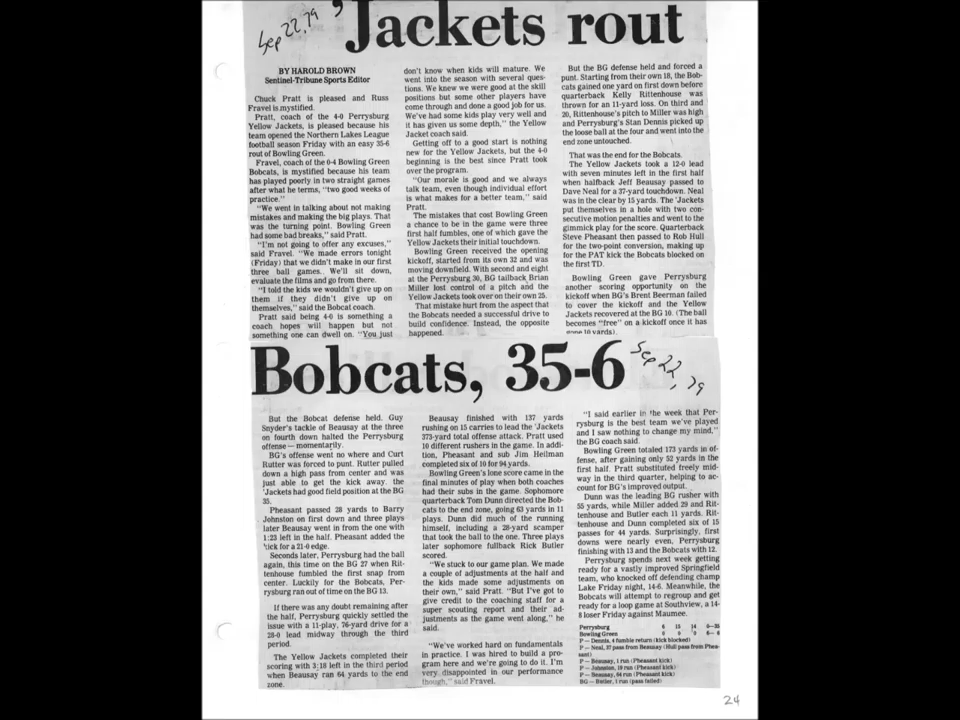 Sep 22, 79
'Jackets rout
BY HAROLD BROWN
Sentinel-Tribune Sports Editor
Chuck Pratt is pleased and Russ
Fravel is mystified.
Pratt, coach of the 4-0 Perrysburg
Yellow Jackets, is pleased because his
team opened the Northern Lakes League
football season Friday with an easy 35-6
rout of Bowling Green.
Fravel, coach of the 0-4 Bowling Green
Bobcats, is mystified because his team
has played poorly in two straight games
after what he terms, "two good weeks of
practice."
"We went in talking about not making
mistakes and making the big plays. That
was the turning point. Bowling Green
had some bad breaks," said Pratt.
"I'm not going to offer any excuses,"
said Fravel. "We made errors tonight
(Friday) that we didn't make in our first
three ball games. We'll sit down,
evaluate the films and go from there.
"I told the kids we wouldn't give up on
them if they didn't give up on
themselves," said the Bobcat coach.
Pratt said being 4-0 is something a
coach hopes will happen but not
something one can dwell on. "You just
don't know when kids will mature. We
went into the season with several ques-
tions. We knew we were good at the skill
positions but some other players have
come through and done a good job for us.
We've had some kids play very well and
it has given us some depth," the Yellow
Jacket coach said.
Getting off to a good start is nothing
new for the Yellow Jackets, but the 4-0
beginning is the best since Pratt took
over the program.
"Our morale is good and we always
talk team, even though individual effort
is what makes for a better team," said
Pratt.
The mistakes that cost Bowling Green
a chance to be in the game were three
first half fumbles, one of which gave the
Yellow Jackets their initial touchdown.
Bowling Green received the opening
kickoff, started from its own 32 and was
moving downfield. With second and eight
at the Perrysburg 30, BG tailback Brian
Miller lost control of a pitch and the
Yellow Jackets took over on their own 25.
That mistake hurt from the aspect that
the Bobcats needed a successful drive to
build confidence. Instead, the opposite
happened.
But the BG defense held and forced a
punt. Starting from their own 18, the Bob-
cats gained one yard on first down before
quarterback Kelly Rittenhouse was
thrown for an 11-yard loss. On third and
20, Rittenhouse's pitch to Miller was high
and Perrysburg's Stan Dennis picked up
the loose ball at the four and went into the
end zone untouched.
That was the end for the Bobcats.
The Yellow Jackets took a 12-0 lead
with seven minutes left in the first half
when halfback Jeff Beausay passed to
Dave Neal for a 37-yard touchdown. Neal
was in the clear by 15 yards. The 'Jackets
put themselves in a hole with two con-
secutive motion penalties and went to the
gimmick play for the score. Quarterback
Steve Pheasant then passed to Rob Hull
for the two-point conversion, making up
for the PAT kick the Bobcats blocked on
the first TD.
Bowling Green gave Perrysburg
another scoring opportunity on the
kickoff when BG's Brent Beerman failed
to cover the kickoff and the Yellow
Jackets recovered at the BG 10. (The ball
becomes "free" on a kickoff once it has
gone 10 yards).
Bobcats, 35-6
Sep 22, 79
But the Bobcat defense held. Guy
Snyder's tackle of Beausay at the three
on fourth down halted the Perrysburg
offense — momentarily.
BG's offense went no where and Curt
Rutter was forced to punt. Rutter pulled
down a high pass from center and was
just able to get the kick away. the
'Jackets had good field position at the BG
35.
Pheasant passed 28 yards to Barry
Johnston on first down and three plays
later Beausay went in from the one with
1:23 left in the half. Pheasant added the
kick for a 21-0 edge.
Seconds later, Perrysburg had the ball
again, this time on the BG 27 when Rit-
tenhouse fumbled the first snap from
center. Luckily for the Bobcats, Per-
rysburg ran out of time on the BG 13.
If there was any doubt remaining after
the half, Perrysburg quickly settled the
issue with a 11-play, 76-yard drive for a
28-0 lead midway through the third
period.
The Yellow Jackets completed their
scoring with 3:18 left in the third period
when Beausay ran 64 yards to the end
zone.
Beausay finished with 137 yards
rushing on 15 carries to lead the 'Jackets
373-yard total offense attack. Pratt used
10 different rushers in the game. In addi-
tion, Pheasant and sub Jim Heilman
completed six of 10 for 94 yards.
Bowling Green's lone score came in the
final minutes of play when both coaches
had their subs in the game. Sophomore
quarterback Tom Dunn directed the Bob-
cats to the end zone, going 63 yards in 11
plays. Dunn did much of the running
himself, including a 28-yard scamper
that took the ball to the one. Three plays
later sophomore fullback Rick Butler
scored.
"We stuck to our game plan. We made
a couple of adjustments at the half and
the kids made some adjustments on
their own," said Pratt. "But I've got to
give credit to the coaching staff for a
super scouting report and their ad-
justments as the game went along," he
said.
"We've worked hard on fundamentals
in practice. I was hired to build a pro-
gram here and we're going to do it. I'm
very disappointed in our performance
though," said Fravel.
"I said earlier in the week that Per-
rysburg is the best team we've played
and I saw nothing to change my mind,"
the BG coach said.
Bowling Green totaled 173 yards in of-
fense, after gaining only 52 yards in the
first half. Pratt substituted freely mid-
way in the third quarter, helping to ac-
count for BG's improved output.
Dunn was the leading BG rusher with
55 yards, while Miller added 29 and Rit-
tenhouse and Butler each 11 yards. Rit-
tenhouse and Dunn completed six of 15
passes for 44 yards. Surprisingly, first
downs were nearly even, Perrysburg
finishing with 13 and the Bobcats with 12.
Perrysburg spends next week getting
ready for a vastly improved Springfield
team, who knocked off defending champ
Lake Friday night, 14-6. Meanwhile, the
Bobcats will attempt to regroup and get
ready for a loop game at Southview, a 14-
8 loser Friday against Maumee.
Perrysburg 6 15 14 0—35
Bowling Green 0 0 0 6—6
P — Dennis, 4 fumble return (kick blocked)
P — Neal, 37 pass from Beausay (Hull pass from Phea-
sant)
P — Beausay, 1 run (Pheasant kick)
P — Johnston, 18 run (Pheasant kick)
P — Beausay, 64 run (Pheasant kick)
BG — Butler, 1 run (pass failed)
24